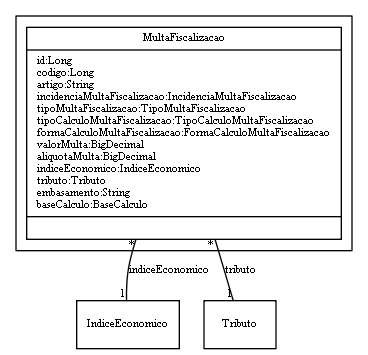 MultaFiscalizacao
id:Long
codigo:Long
artigo:String
incidenciaMultaFiscalizacao:IncidenciaMultaFiscalizacao
tipoMultaFiscalizacao:TipoMultaFiscalizacao
tipoCalculoMultaFiscalizacao:TipoCalculoMultaFiscalizacao
formaCalculoMultaFiscalizacao:FormaCalculoMultaFiscalizacao
valorMulta:BigDecimal
aliquotaMulta:BigDecimal
indiceEconomico:IndiceEconomico
tributo:Tributo
embasamento:String
baseCalculo:BaseCalculo
* *
indiceEconomico tributo
1 1
IndiceEconomico Tributo